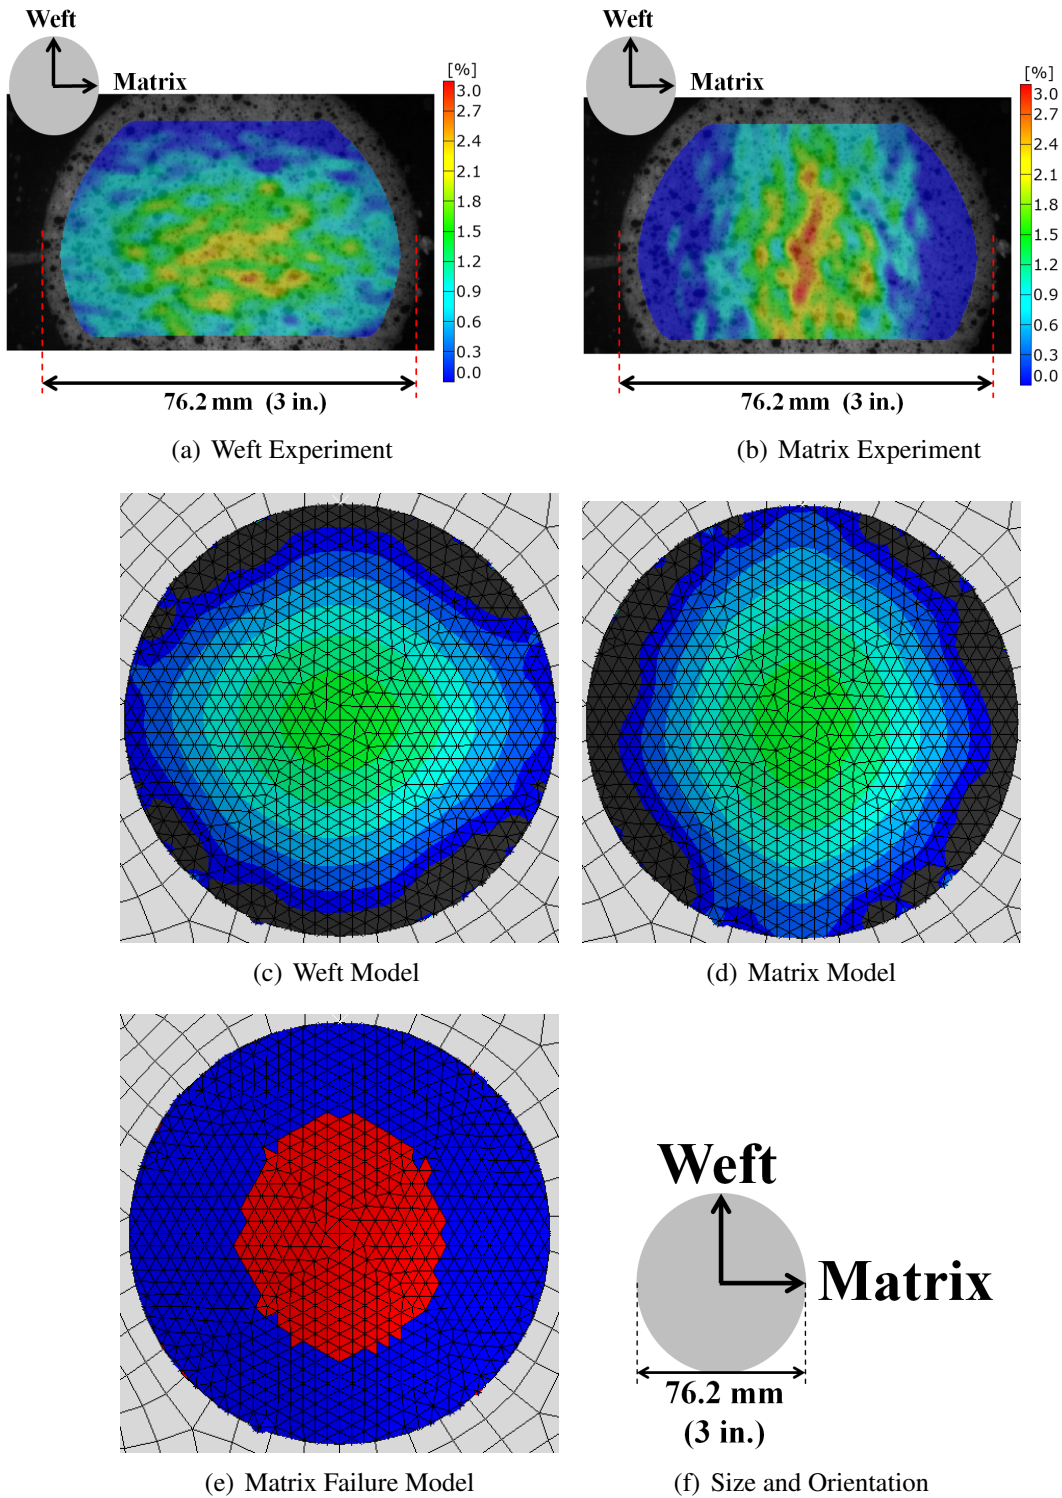 Weft
Matrix
[%]
3.0
2.7
2.4
2.1
1.8
1.5
1.2
0.9
0.6
0.3
0.0
76.2 mm (3 in.)
(a) Weft Experiment
Weft
Matrix
[%]
3.0
2.7
2.4
2.1
1.8
1.5
1.2
0.9
0.6
0.3
0.0
76.2 mm (3 in.)
(b) Matrix Experiment
(c) Weft Model
(d) Matrix Model
(e) Matrix Failure Model
Weft
Matrix
76.2 mm
(3 in.)
(f) Size and Orientation